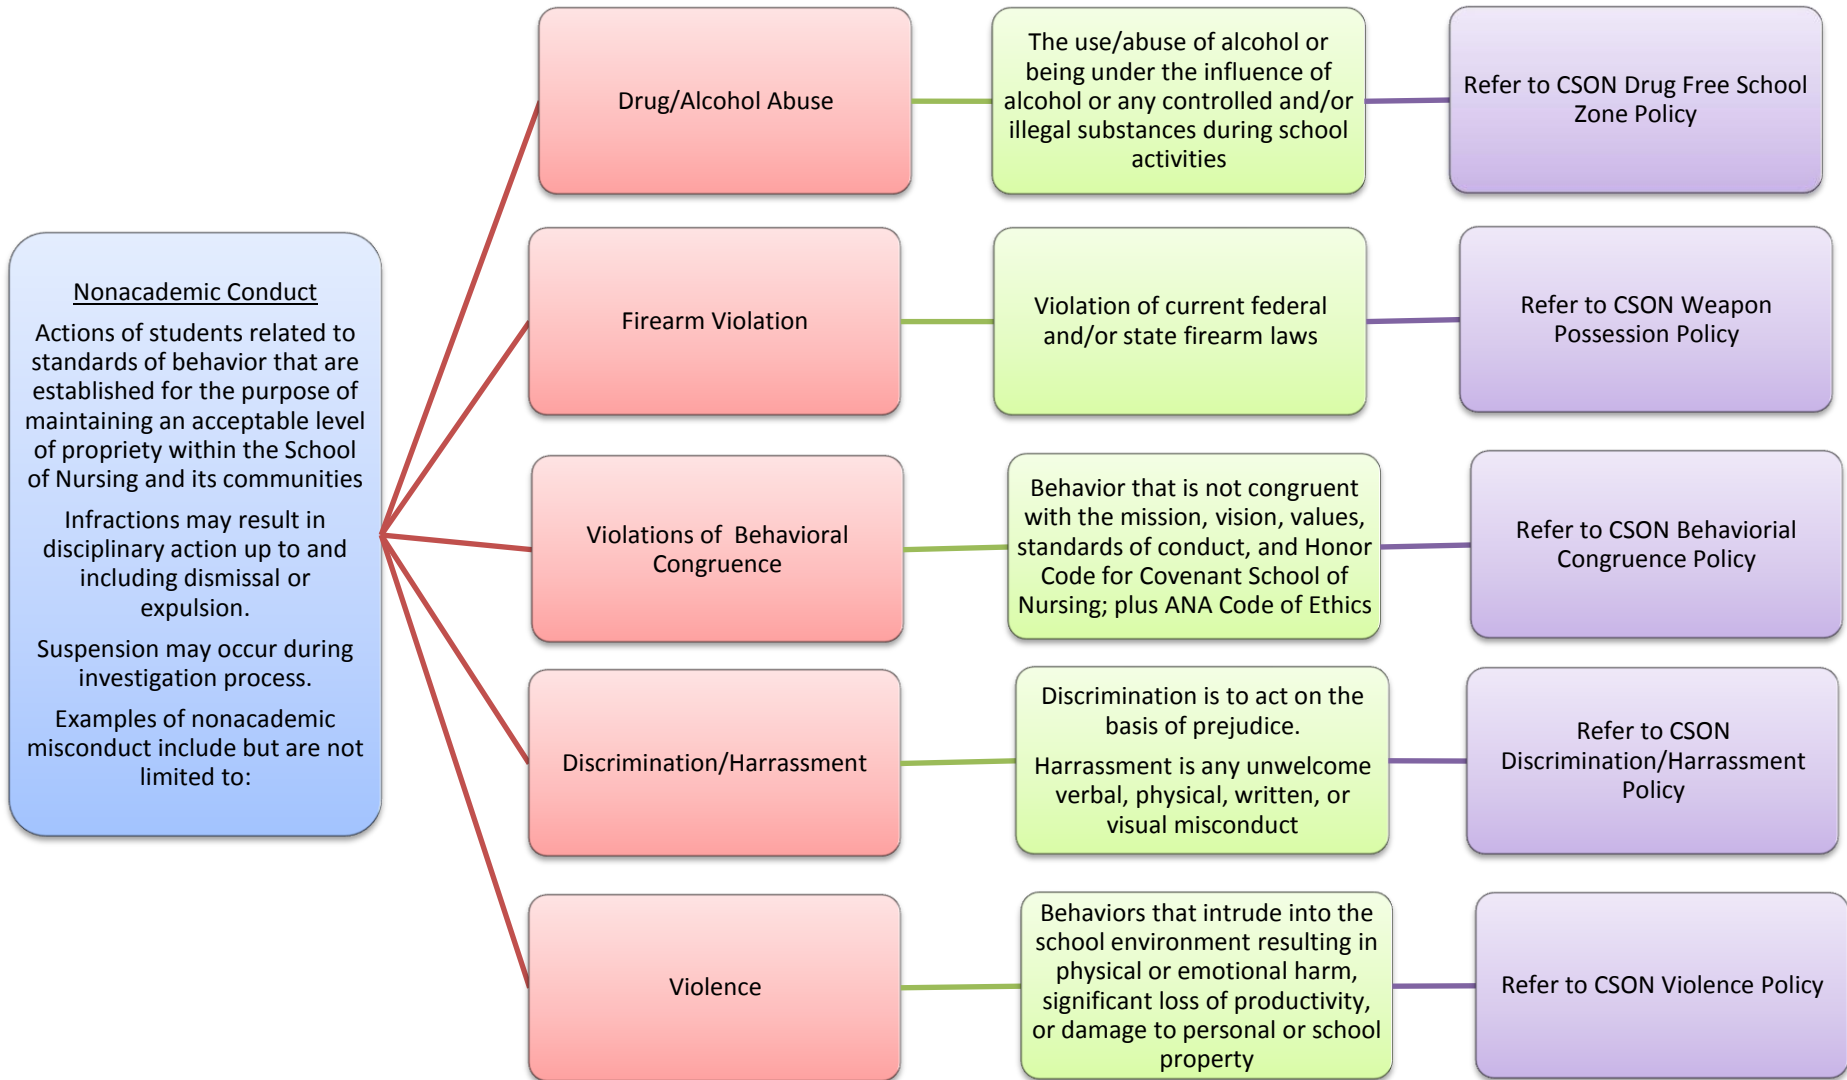 Nonacademic Conduct
Actions of students related to
standards of behavior that are
established for the purpose of
maintaining an acceptable level
of propriety within the School
of Nursing and its communities
Infractions may result in
disciplinary action up to and
including dismissal or
expulsion.
Suspension may occur during
investigation process.
Examples of nonacademic
misconduct include but are not
limited to:
Drug/Alcohol Abuse
The use/abuse of alcohol or
being under the influence of
alcohol or any controlled and/or
illegal substances during school
activities
Refer to CSON Drug Free School
Zone Policy
Firearm Violation
Violation of current federal
and/or state firearm laws
Refer to CSON Weapon
Possession Policy
Violations of  Behavioral
Congruence
Behavior that is not congruent
with the mission, vision, values,
standards of conduct, and Honor
Code for Covenant School of
Nursing; plus ANA Code of Ethics
Refer to CSON Behaviorial
Congruence Policy
Discrimination/Harrassment
Discrimination is to act on the
basis of prejudice.
Harrassment is any unwelcome
verbal, physical, written, or
visual misconduct
Refer to CSON
Discrimination/Harrassment
Policy
Violence
Behaviors that intrude into the
school environment resulting in
physical or emotional harm,
significant loss of productivity,
or damage to personal or school
property
Refer to CSON Violence Policy